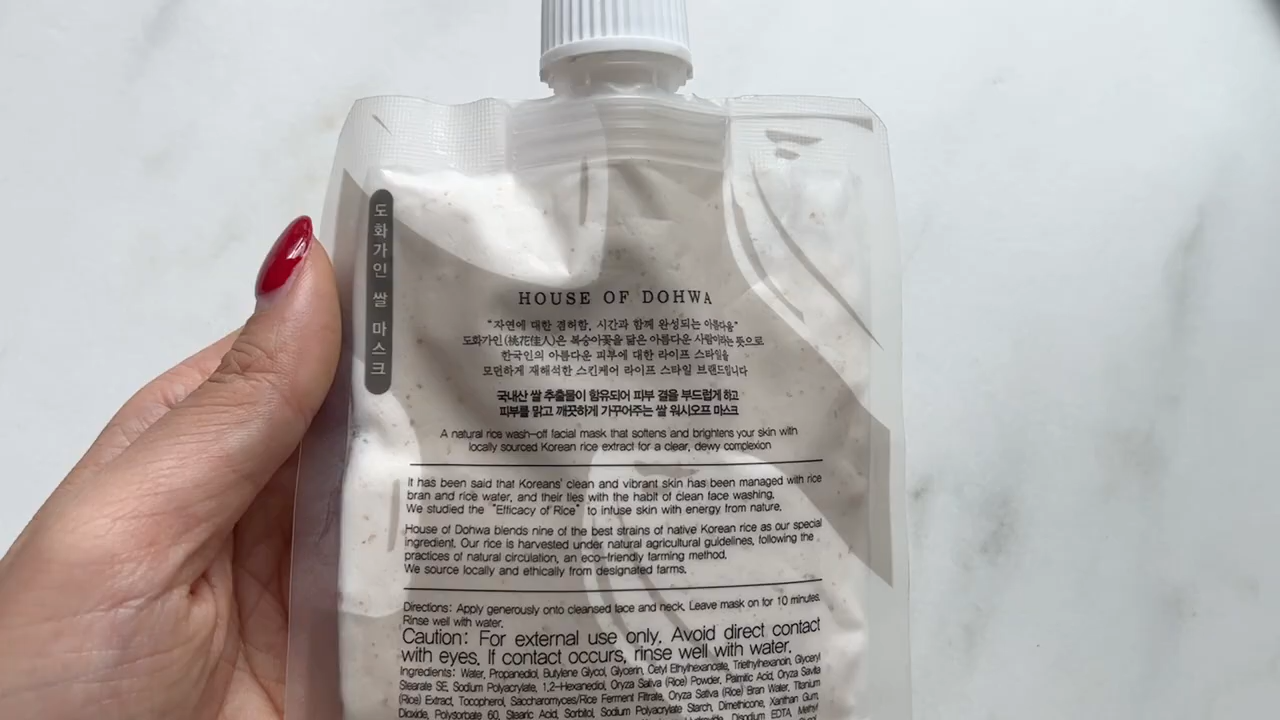 도화가인 쌀 마스크
HOUSE OF DOHWA
"자연에 대한 겸허함, 시간과 함께 완성되는 아름다움"
도화가인(桃花佳人)은 복숭아꽃을 닮은 아름다운 사람이라는 뜻으로
한국인의 아름다운 피부에 대한 라이프 스타일을
모던하게 재해석한 스킨케어 라이프 스타일 브랜드입니다
국내산 쌀 추출물이 함유되어 피부 결을 부드럽게 하고
피부를 맑고 깨끗하게 가꾸어주는 쌀 워시오프 마스크
A natural rice wash-off facial mask that softens and brightens your skin with
locally sourced Korean rice extract for a clear, dewy complexion
It has been said that Koreans' clean and vibrant skin has been managed with rice
bran and rice water, and their ties with the habit of clean face washing.
We studied the "Efficacy of Rice" to infuse skin with energy from nature.
House of Dohwa blends nine of the best strains of native Korean rice as our special
ingredient. Our rice is harvested under natural agricultural guidelines, following the
practices of natural circulation, an eco-friendly farming method.
We source locally and ethically from designated farms.
Directions: Apply generously onto cleansed face and neck. Leave mask on for 10 minutes.
Rinse well with water.
Caution: For external use only. Avoid direct contact
with eyes. If contact occurs, rinse well with water.
Ingredients: Water, Propanediol, Butylene Glycol, Glycerin, Cetyl Ethylhexanoate, Triethylhexanoin, Glyceryl
Stearate SE, Sodium Polyacrylate, 1,2-Hexanediol, Oryza Sativa (Rice) Powder, Palmitic Acid, Oryza Sativa
(Rice) Extract, Tocopherol, Saccharomyces/Rice Ferment Filtrate, Oryza Sativa (Rice) Bran Water, Titanium
Dioxide, Polysorbate 60, Stearic Acid, Sorbitol, Sodium Polyacrylate Starch, Dimethicone, Xanthan Gum,
Disodium EDTA, Methyl